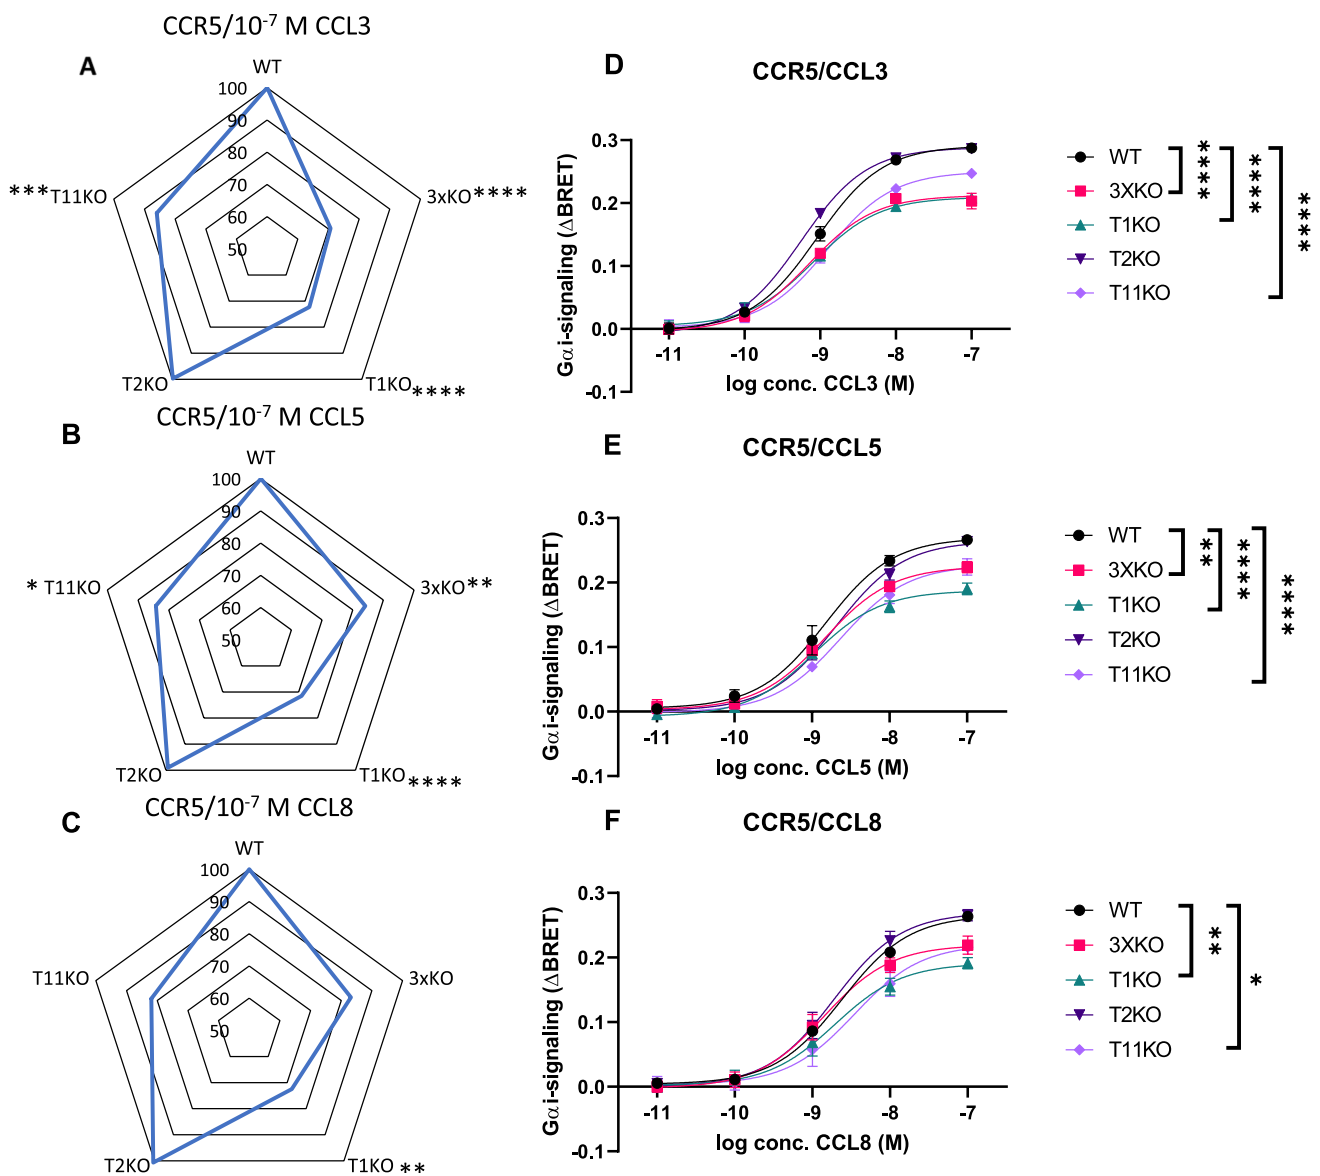 CCR5/10⁻⁷ M CCL3
A
WT
100
90
80
70
60
50
***T11KO
3xKO****
T2KO
T1KO****
D
CCR5/CCL3
Gαi-signaling (ΔBRET)
0.3
0.2
0.1
0.0
-0.1
-11 -10 -9 -8 -7
log conc. CCL3 (M)
WT
3XKO
T1KO
T2KO
T11KO
****
****
****
CCR5/10⁻⁷ M CCL5
B
WT
100
90
80
70
60
50
* T11KO
3xKO**
T2KO
T1KO****
E
CCR5/CCL5
Gαi-signaling (ΔBRET)
0.3
0.2
0.1
0.0
-0.1
-11 -10 -9 -8 -7
log conc. CCL5 (M)
WT
3XKO
T1KO
T2KO
T11KO
**
****
****
CCR5/10⁻⁷ M CCL8
C
WT
100
90
80
70
60
50
T11KO
3xKO
T2KO
T1KO **
F
CCR5/CCL8
Gαi-signaling (ΔBRET)
0.3
0.2
0.1
0.0
-0.1
-11 -10 -9 -8 -7
log conc. CCL8 (M)
WT
3XKO
T1KO
T2KO
T11KO
**
*